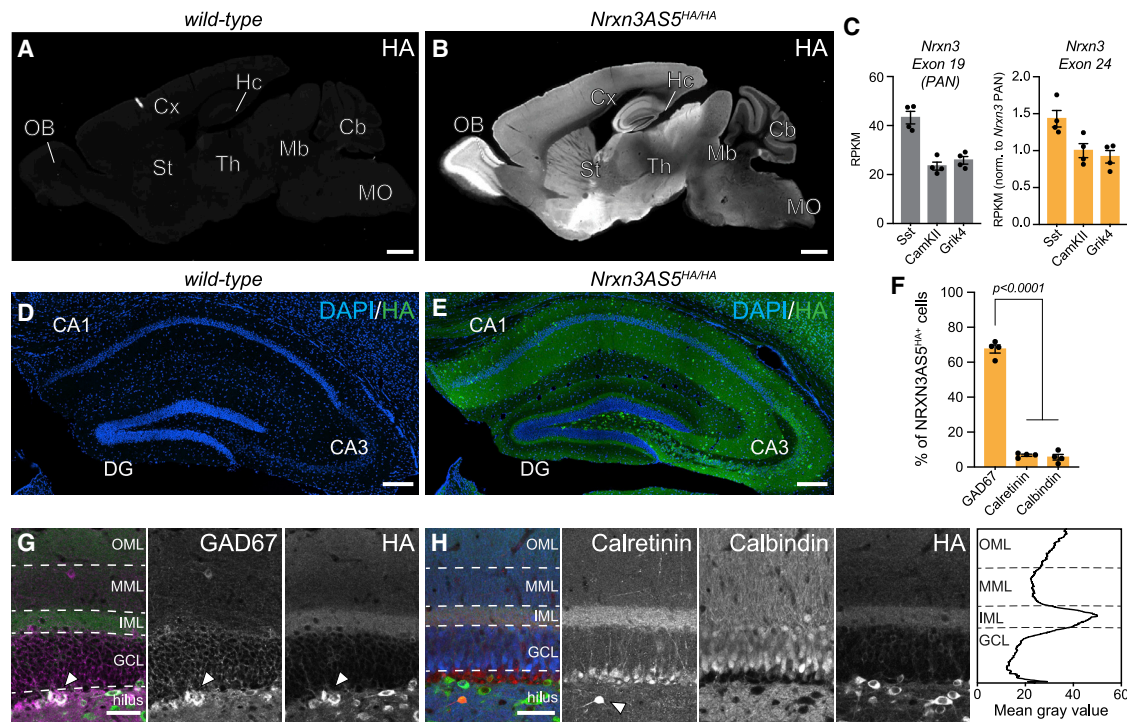 wild-type
A
HA
OB
Cx
Hc
St
Th
Mb
Cb
MO
Nrxn3AS5HA/HA
B
HA
OB
Cx
Hc
St
Th
Mb
Cb
MO
C
Nrxn3
Exon 19
(PAN)
RPKM
60
40
20
0
Sst
CamKII
Grik4
Nrxn3
Exon 24
RPKM (norm. to Nrxn3 PAN)
2.0
1.5
1.0
0.5
0.0
Sst
CamKII
Grik4
wild-type
D
DAPI/HA
CA1
CA3
DG
Nrxn3AS5HA/HA
E
DAPI/HA
CA1
CA3
DG
F
p<0.0001
% of NRXN3AS5HA+ cells
100
80
60
40
20
0
GAD67
Calretinin
Calbindin
G
OML
MML
IML
GCL
hilus
GAD67
HA
H
OML
MML
IML
GCL
hilus
Calretinin
Calbindin
HA
OML
MML
IML
GCL
0 20 40 60
Mean gray value